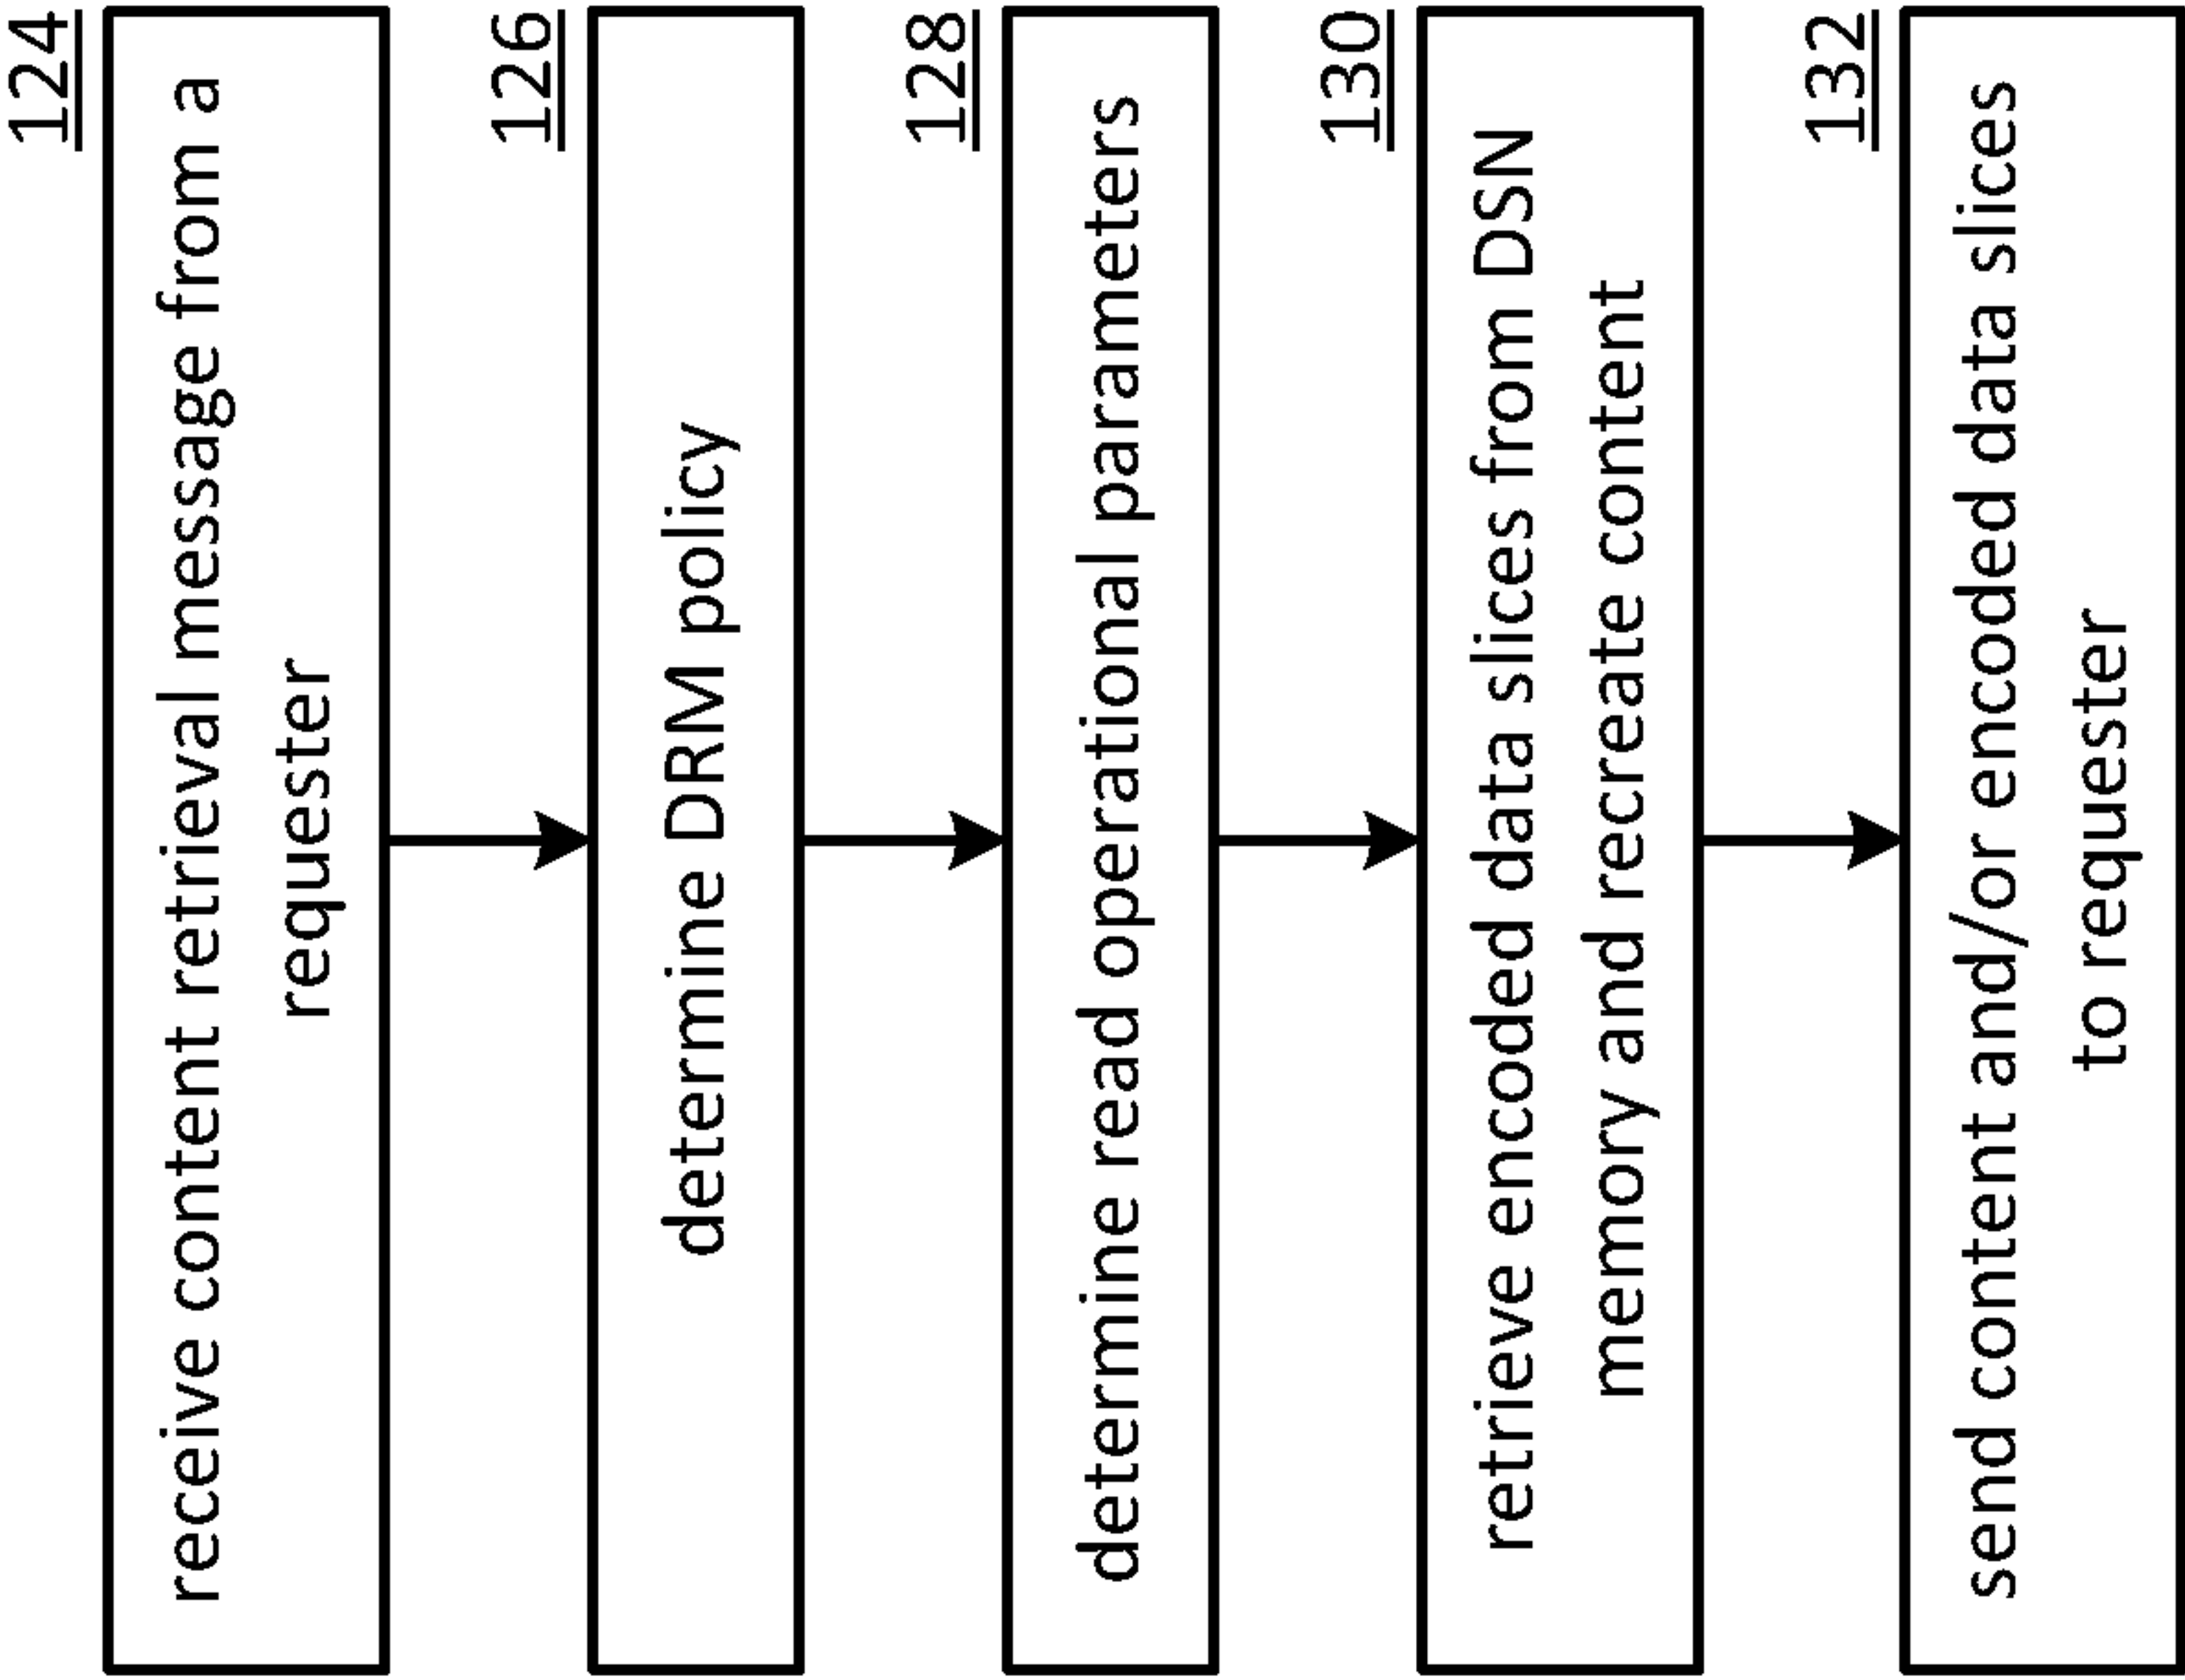 124
receive content retrieval message from a
requester
126
determine DRM policy
128
determine read operational parameters
130
retrieve encoded data slices from DSN
memory and recreate content
132
send content and/or encoded data slices
to requester